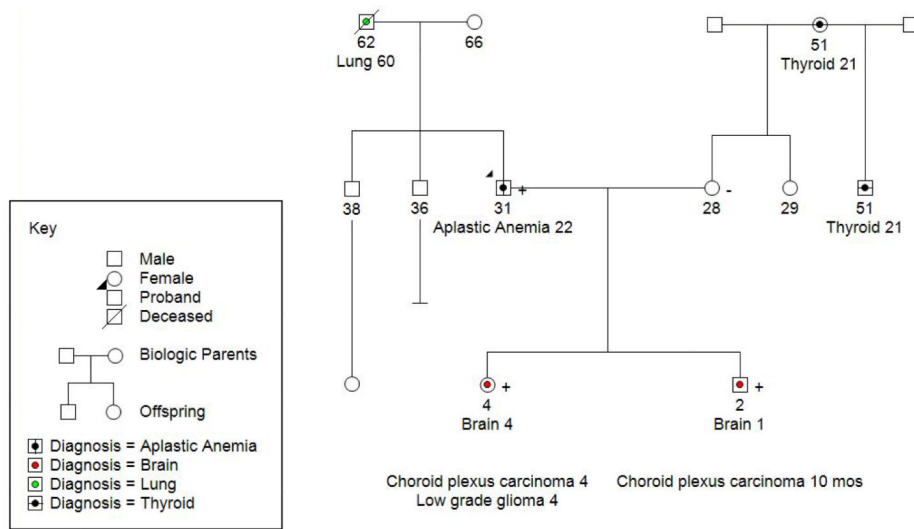 62
66
51
Lung 60
Thyroid 21
38
36
31
+
28
-
29
51
Aplastic Anemia 22
Thyroid 21
Key
Male
Female
Proband
Deceased
Biologic Parents
Offspring
Diagnosis = Aplastic Anemia
Diagnosis = Brain
Diagnosis = Lung
Diagnosis = Thyroid
+
+
4
2
Brain 4
Brain 1
Choroid plexus carcinoma 4
Low grade glioma 4
Choroid plexus carcinoma 10 mos